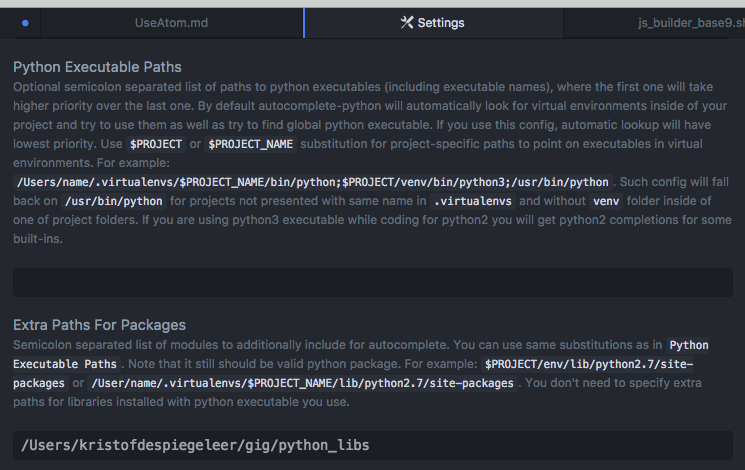 UseAtom.md
Settings
js_builder_base9.sh
Python Executable Paths
Optional semicolon separated list of paths to python executables (including executable names), where the first one will take
higher priority over the last one. By default autocomplete-python will automatically look for virtual environments inside of your
project and try to use them as well as try to find global python executable. If you use this config, automatic lookup will have
lowest priority. Use $PROJECT or $PROJECT_NAME substitution for project-specific paths to point on executables in virtual
environments. For example:
/Users/name/.virtualenvs/$PROJECT_NAME/bin/python;$PROJECT/venv/bin/python3;/usr/bin/python . Such config will fall
back on /usr/bin/python for projects not presented with same name in .virtualenvs and without venv folder inside of
one of project folders. If you are using python3 executable while coding for python2 you will get python2 completions for some
built-ins.
Extra Paths For Packages
Semicolon separated list of modules to additionally include for autocomplete. You can use same substitutions as in Python
Executable Paths . Note that it still should be valid python package. For example: $PROJECT/env/lib/python2.7/site-
packages or /User/name/.virtualenvs/$PROJECT_NAME/lib/python2.7/site-packages . You don't need to specify extra
paths for libraries installed with python executable you use.
/Users/kristofdespiegeleer/gig/python_libs